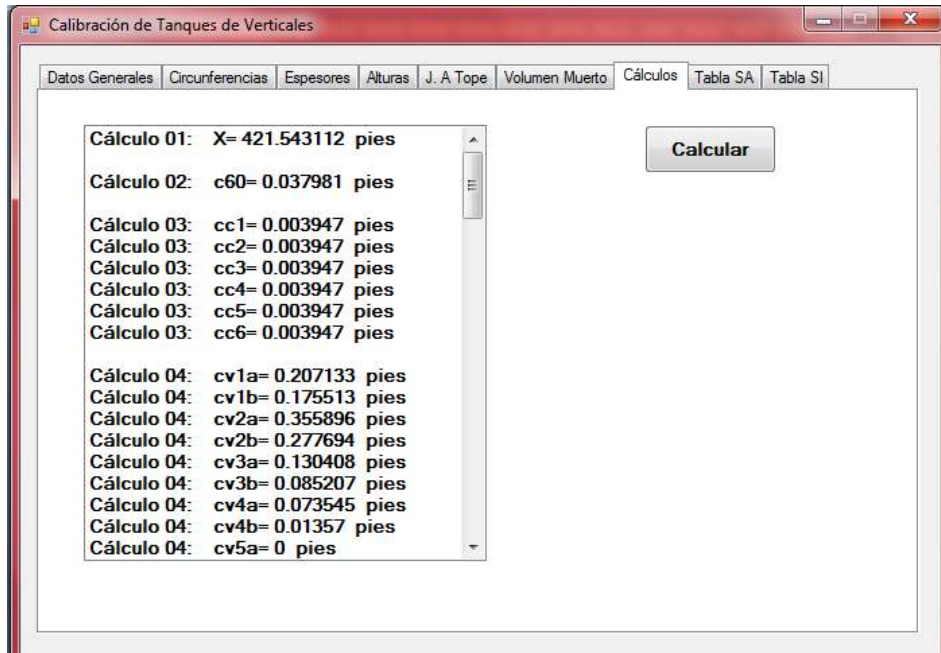 Calibración de Tanques de Verticales
Datos Generales Circunferencias Espesores Alturas J. A Tope Volumen Muerto Cálculos Tabla SA Tabla SI
Cálculo 01: X= 421.543112 pies
Cálculo 02: c60= 0.037981 pies
Cálculo 03: cc1= 0.003947 pies
Cálculo 03: cc2= 0.003947 pies
Cálculo 03: cc3= 0.003947 pies
Cálculo 03: cc4= 0.003947 pies
Cálculo 03: cc5= 0.003947 pies
Cálculo 03: cc6= 0.003947 pies
Cálculo 04: cv1a= 0.207133 pies
Cálculo 04: cv1b= 0.175513 pies
Cálculo 04: cv2a= 0.355896 pies
Cálculo 04: cv2b= 0.277694 pies
Cálculo 04: cv3a= 0.130408 pies
Cálculo 04: cv3b= 0.085207 pies
Cálculo 04: cv4a= 0.073545 pies
Cálculo 04: cv4b= 0.01357 pies
Cálculo 04: cv5a= 0 pies
Calcular